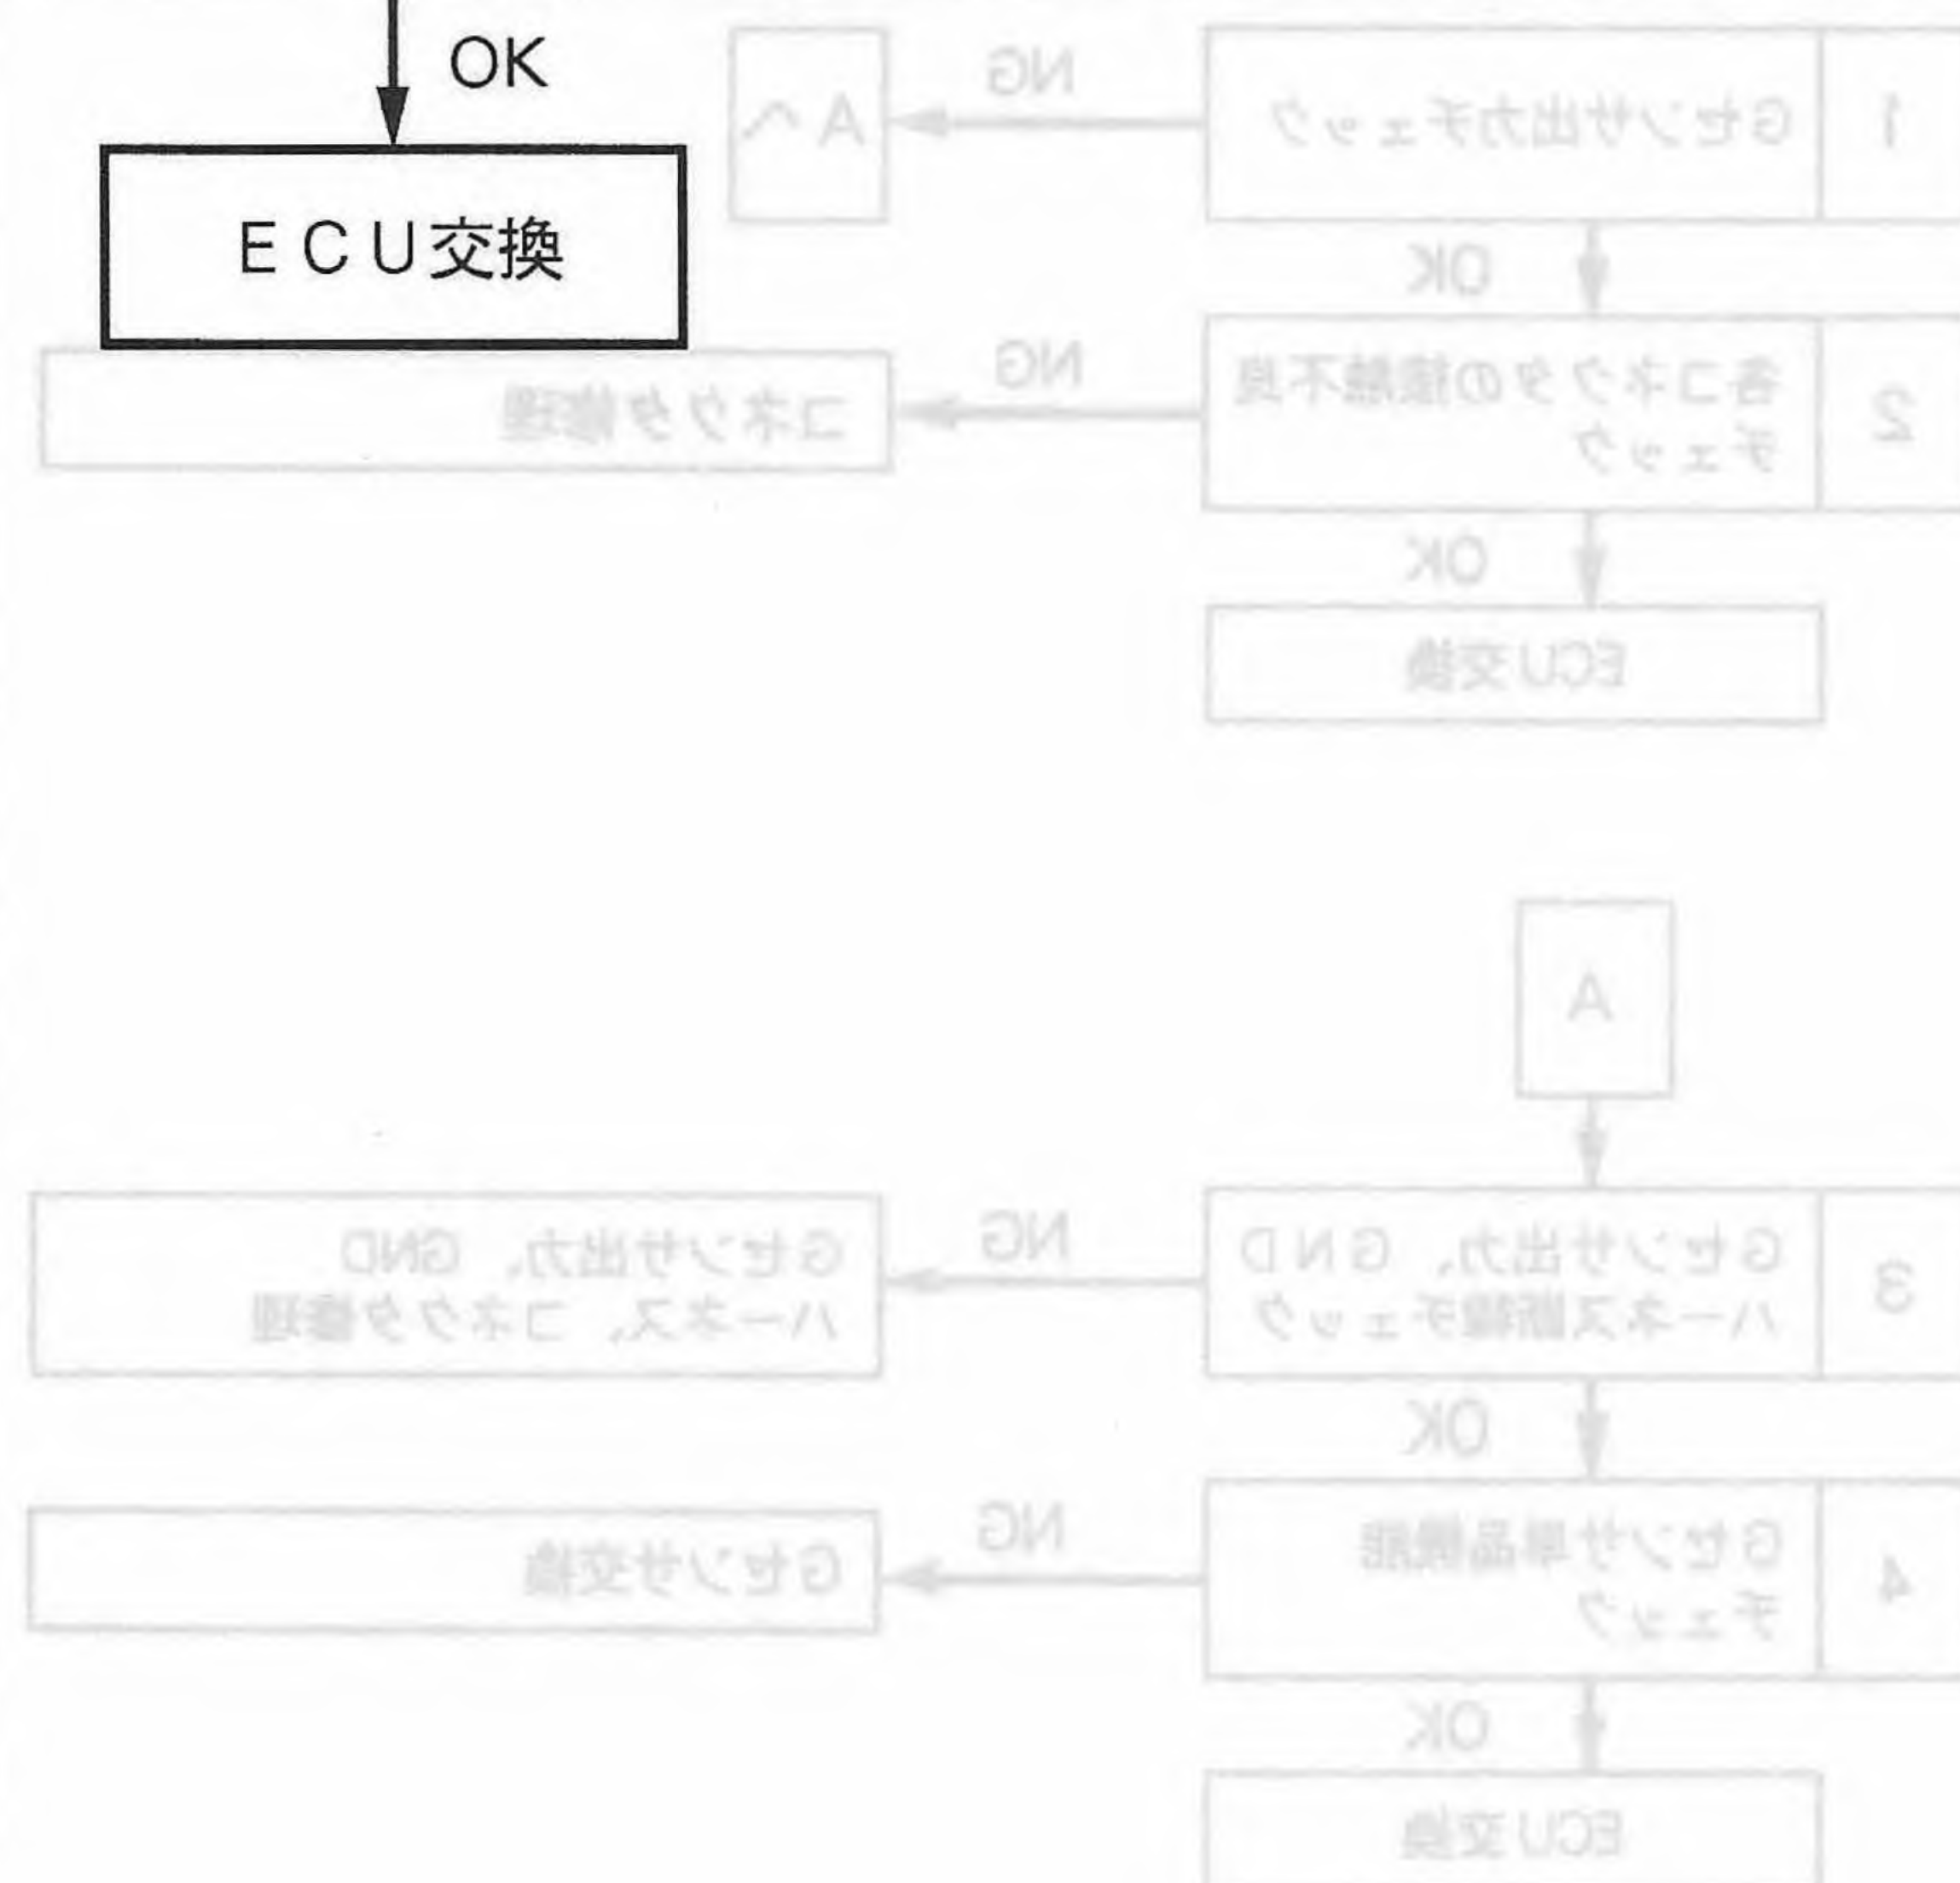 OK
ECU交換
NG
Aへ
Gセンサ出力チェック
1
OK
NG
コネクタ修理
各コネクタの接触不良
チェック
2
OK
ECU交換
A
NG
Gセンサ出力、GND
ハーネス、コネクタ修理
Gセンサ出力、GND
ハーネス断線チェック
3
OK
NG
Gセンサ交換
Gセンサ単品機能
チェック
4
OK
ECU交換